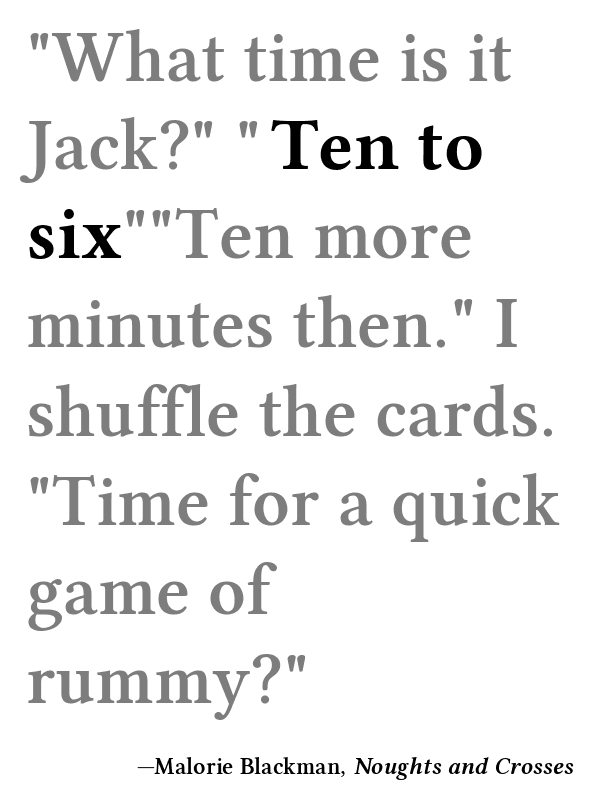 "What time is it
Jack?" "Ten to
six""Ten more
minutes then." I
shuffle the cards.
"Time for a quick
game of
rummy?"
—Malorie Blackman, Noughts and Crosses